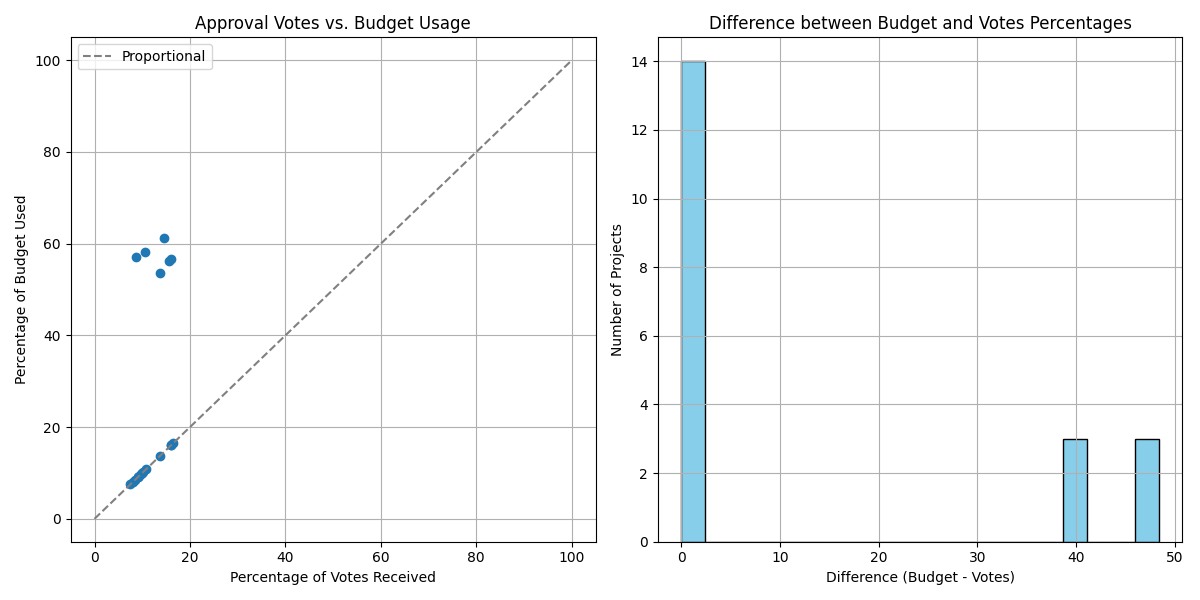 Approval Votes vs. Budget Usage
Proportional
Percentage of Budget Used
100
80
60
40
20
0
0 20 40 60 80 100
Percentage of Votes Received
Difference between Budget and Votes Percentages
Number of Projects
14
12
10
8
6
4
2
0
0 10 20 30 40 50
Difference (Budget - Votes)